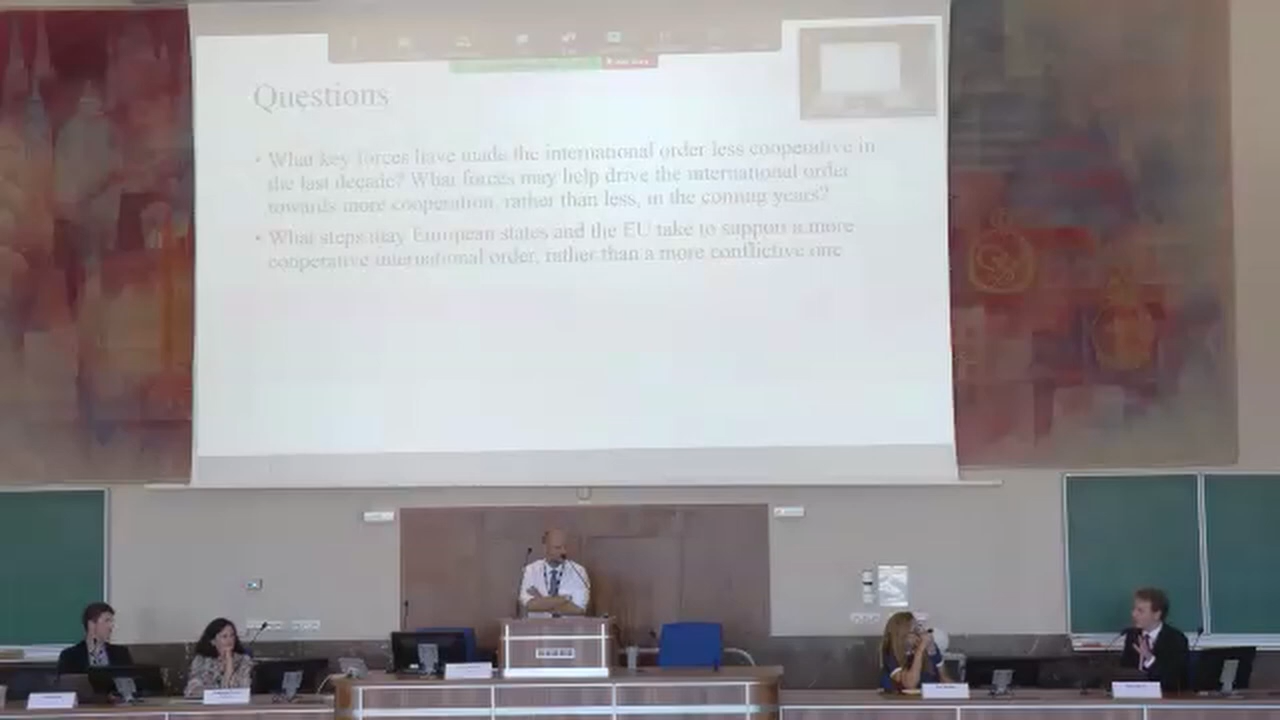 Questions
• What key forces have made the international order less cooperative in
the last decade? What forces may help drive the international order
towards more cooperation, rather than less, in the coming years?
• What steps may European states and the EU take to support a more
cooperative international order, rather than a more conflictive one